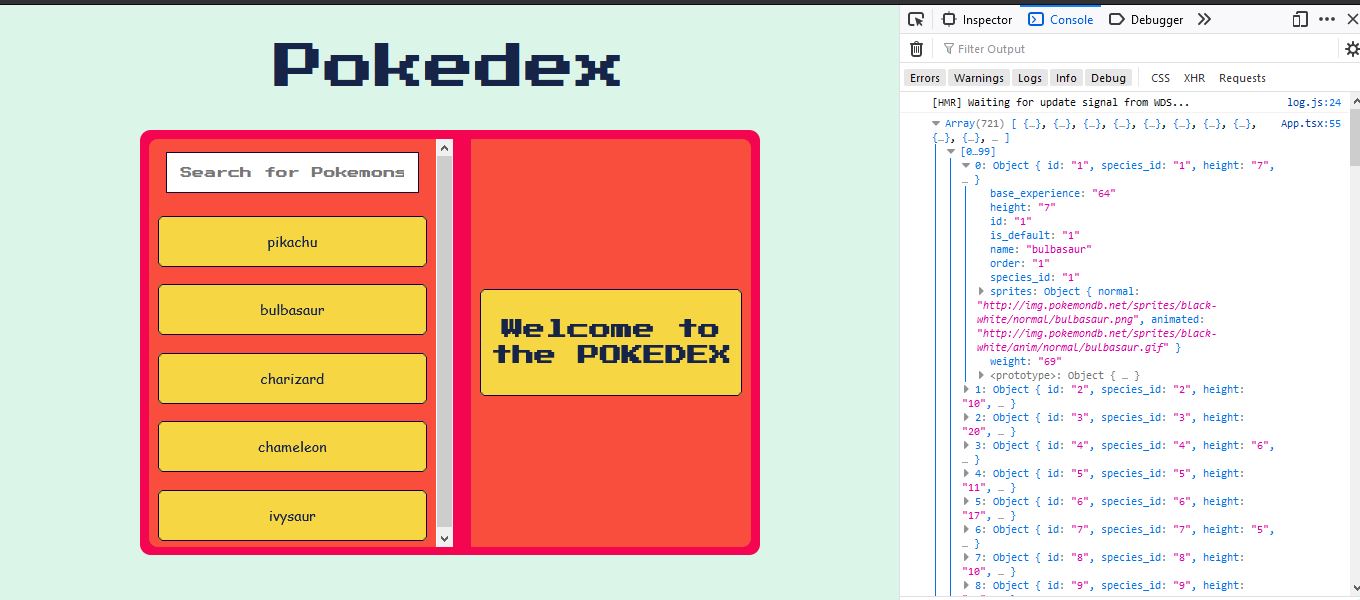 Pokedex
Search for Pokemons
pikachu
bulbasaur
charizard
chameleon
ivysaur
Welcome to
the POKEDEX
Inspector Console Debugger
Filter Output
Errors Warnings Logs Info Debug CSS XHR Requests
[HMR] Waiting for update signal from WDS... log.js:24
Array(721) [ {…}, {…}, {…}, {…}, {…}, {…}, {…}, {…}, App.tsx:55
{…}, {…}, … ]
[0…99]
0: Object { id: "1", species_id: "1", height: "7",
… }
base_experience: "64"
height: "7"
id: "1"
is_default: "1"
name: "bulbasaur"
order: "1"
species_id: "1"
sprites: Object { normal:
"http://img.pokemondb.net/sprites/black-
white/normal/bulbasaur.png", animated:
"http://img.pokemondb.net/sprites/black-
white/anim/normal/bulbasaur.gif" }
weight: "69"
<prototype>: Object { … }
1: Object { id: "2", species_id: "2", height:
"10", … }
2: Object { id: "3", species_id: "3", height:
"20", … }
3: Object { id: "4", species_id: "4", height: "6",
… }
4: Object { id: "5", species_id: "5", height:
"11", … }
5: Object { id: "6", species_id: "6", height:
"17", … }
6: Object { id: "7", species_id: "7", height: "5",
… }
7: Object { id: "8", species_id: "8", height:
"10", … }
8: Object { id: "9", species_id: "9", height: